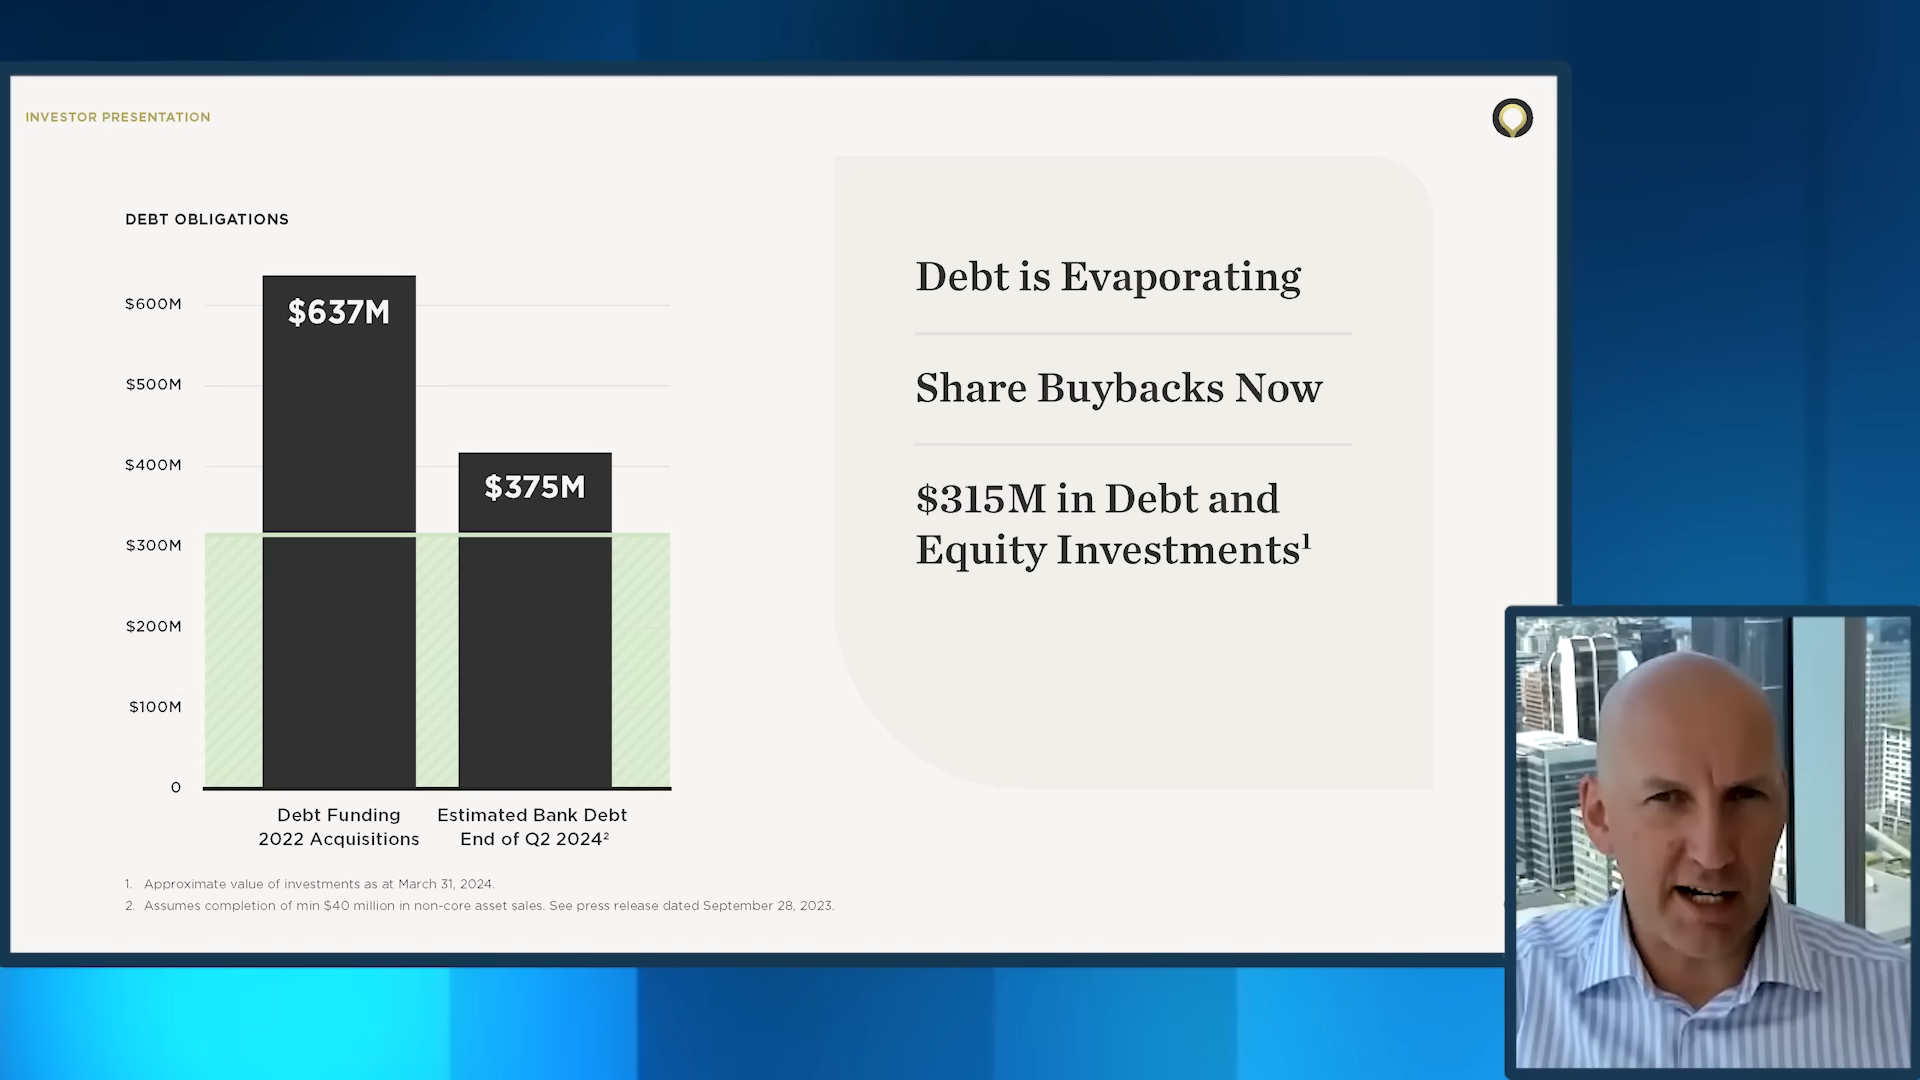 INVESTOR PRESENTATION
DEBT OBLIGATIONS
$600M
$500M
$400M
$300M
$200M
$100M
0
$637M
$375M
Debt Funding
2022 Acquisitions
Estimated Bank Debt
End of Q2 2024²
1. Approximate value of investments as at March 31, 2024.
2. Assumes completion of min $40 million in non-core asset sales. See press release dated September 28, 2023.
Debt is Evaporating
Share Buybacks Now
$315M in Debt and
Equity Investments¹